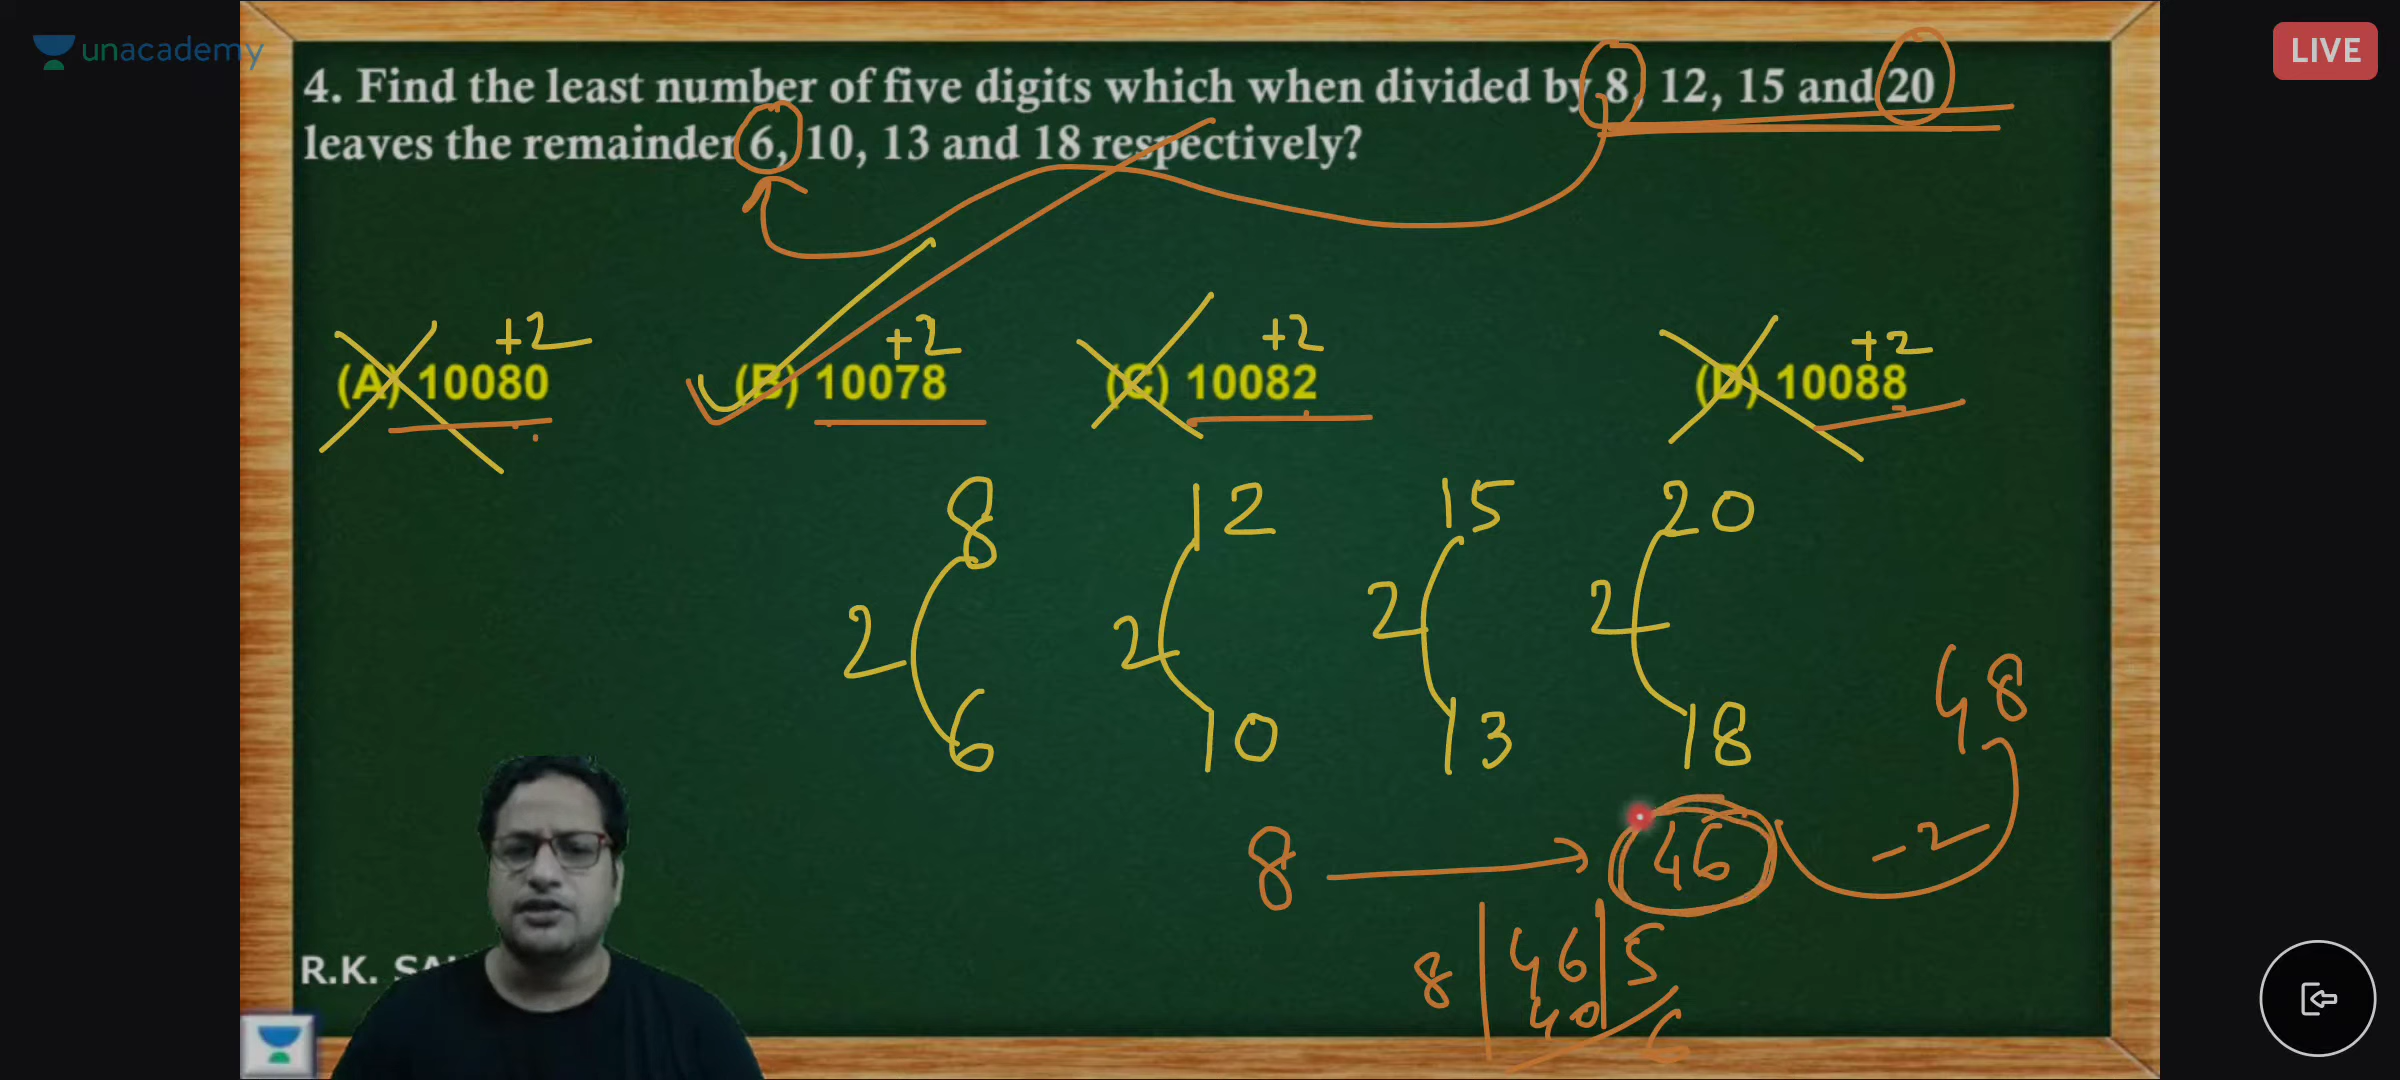 unacademy
LIVE
4. Find the least number of five digits which when divided by 8, 12, 15 and 20
leaves the remainder 6, 10, 13 and 18 respectively?
+2 +2 +2 +2
(A) 10080 (B) 10078 (C) 10082 (D) 10088
8 12 15 20
2 2 2 2
6 10 13 18
48
8 46 -2
8 46 5
40
6
R.K.